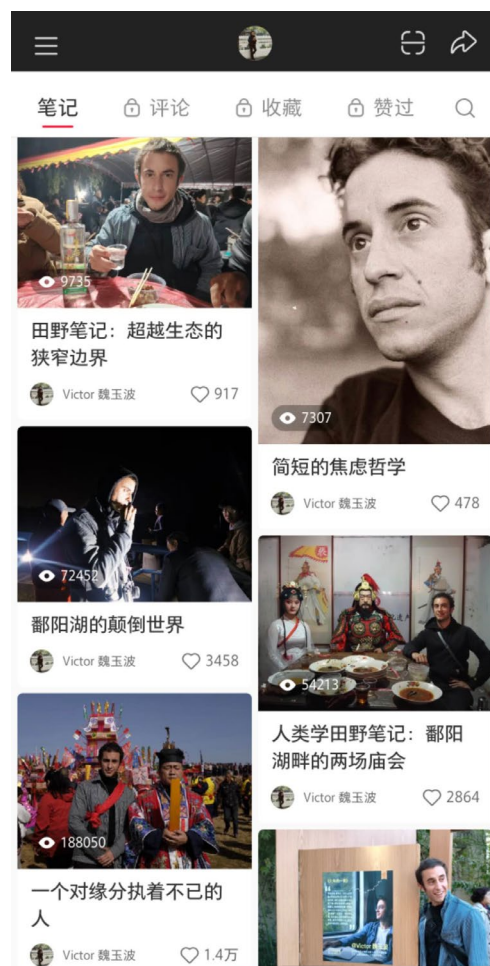 笔记
评论
收藏
赞过
9735
田野笔记：超越生态的
狭窄边界
Victor 魏玉波
917
72452
鄱阳湖的颠倒世界
Victor 魏玉波
3458
188050
一个对缘分执着不已的
人
Victor 魏玉波
1.4万
7307
简短的焦虑哲学
Victor 魏玉波
478
54213
人类学田野笔记：鄱阳
湖畔的两场庙会
Victor 魏玉波
2864
@Victor